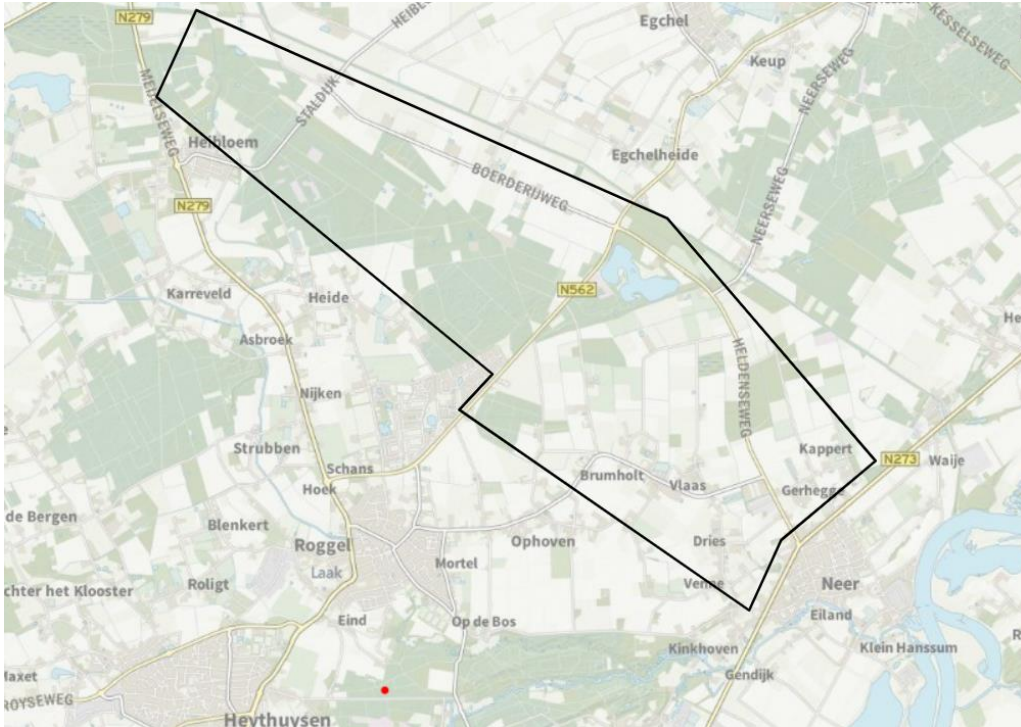 N279
HEIBL
Egchel
KESSELSEWEG
Keup
NEERSEWEG
MEIJELSEWEG
STALDIJK
Heibloem
Egchelheide
BOERDERIJWEG
N279
NEERSEWEG
Karreveld
Heide
N562
He
Asbroek
HELDENSEWEG
Nijken
Strubben
Kappert
Schans
Brumholt
Vlaas
N273
Waije
Hoek
Gerhegge
de Bergen
Blenkert
Roggel
Ophoven
Dries
Laak
Mortel
Roligt
Venne
Neer
chter het Klooster
Eind
Op de Bos
Eiland
Kinkhoven
Klein Hanssum
Gendijk
ROYSEWEG
Heythuysen